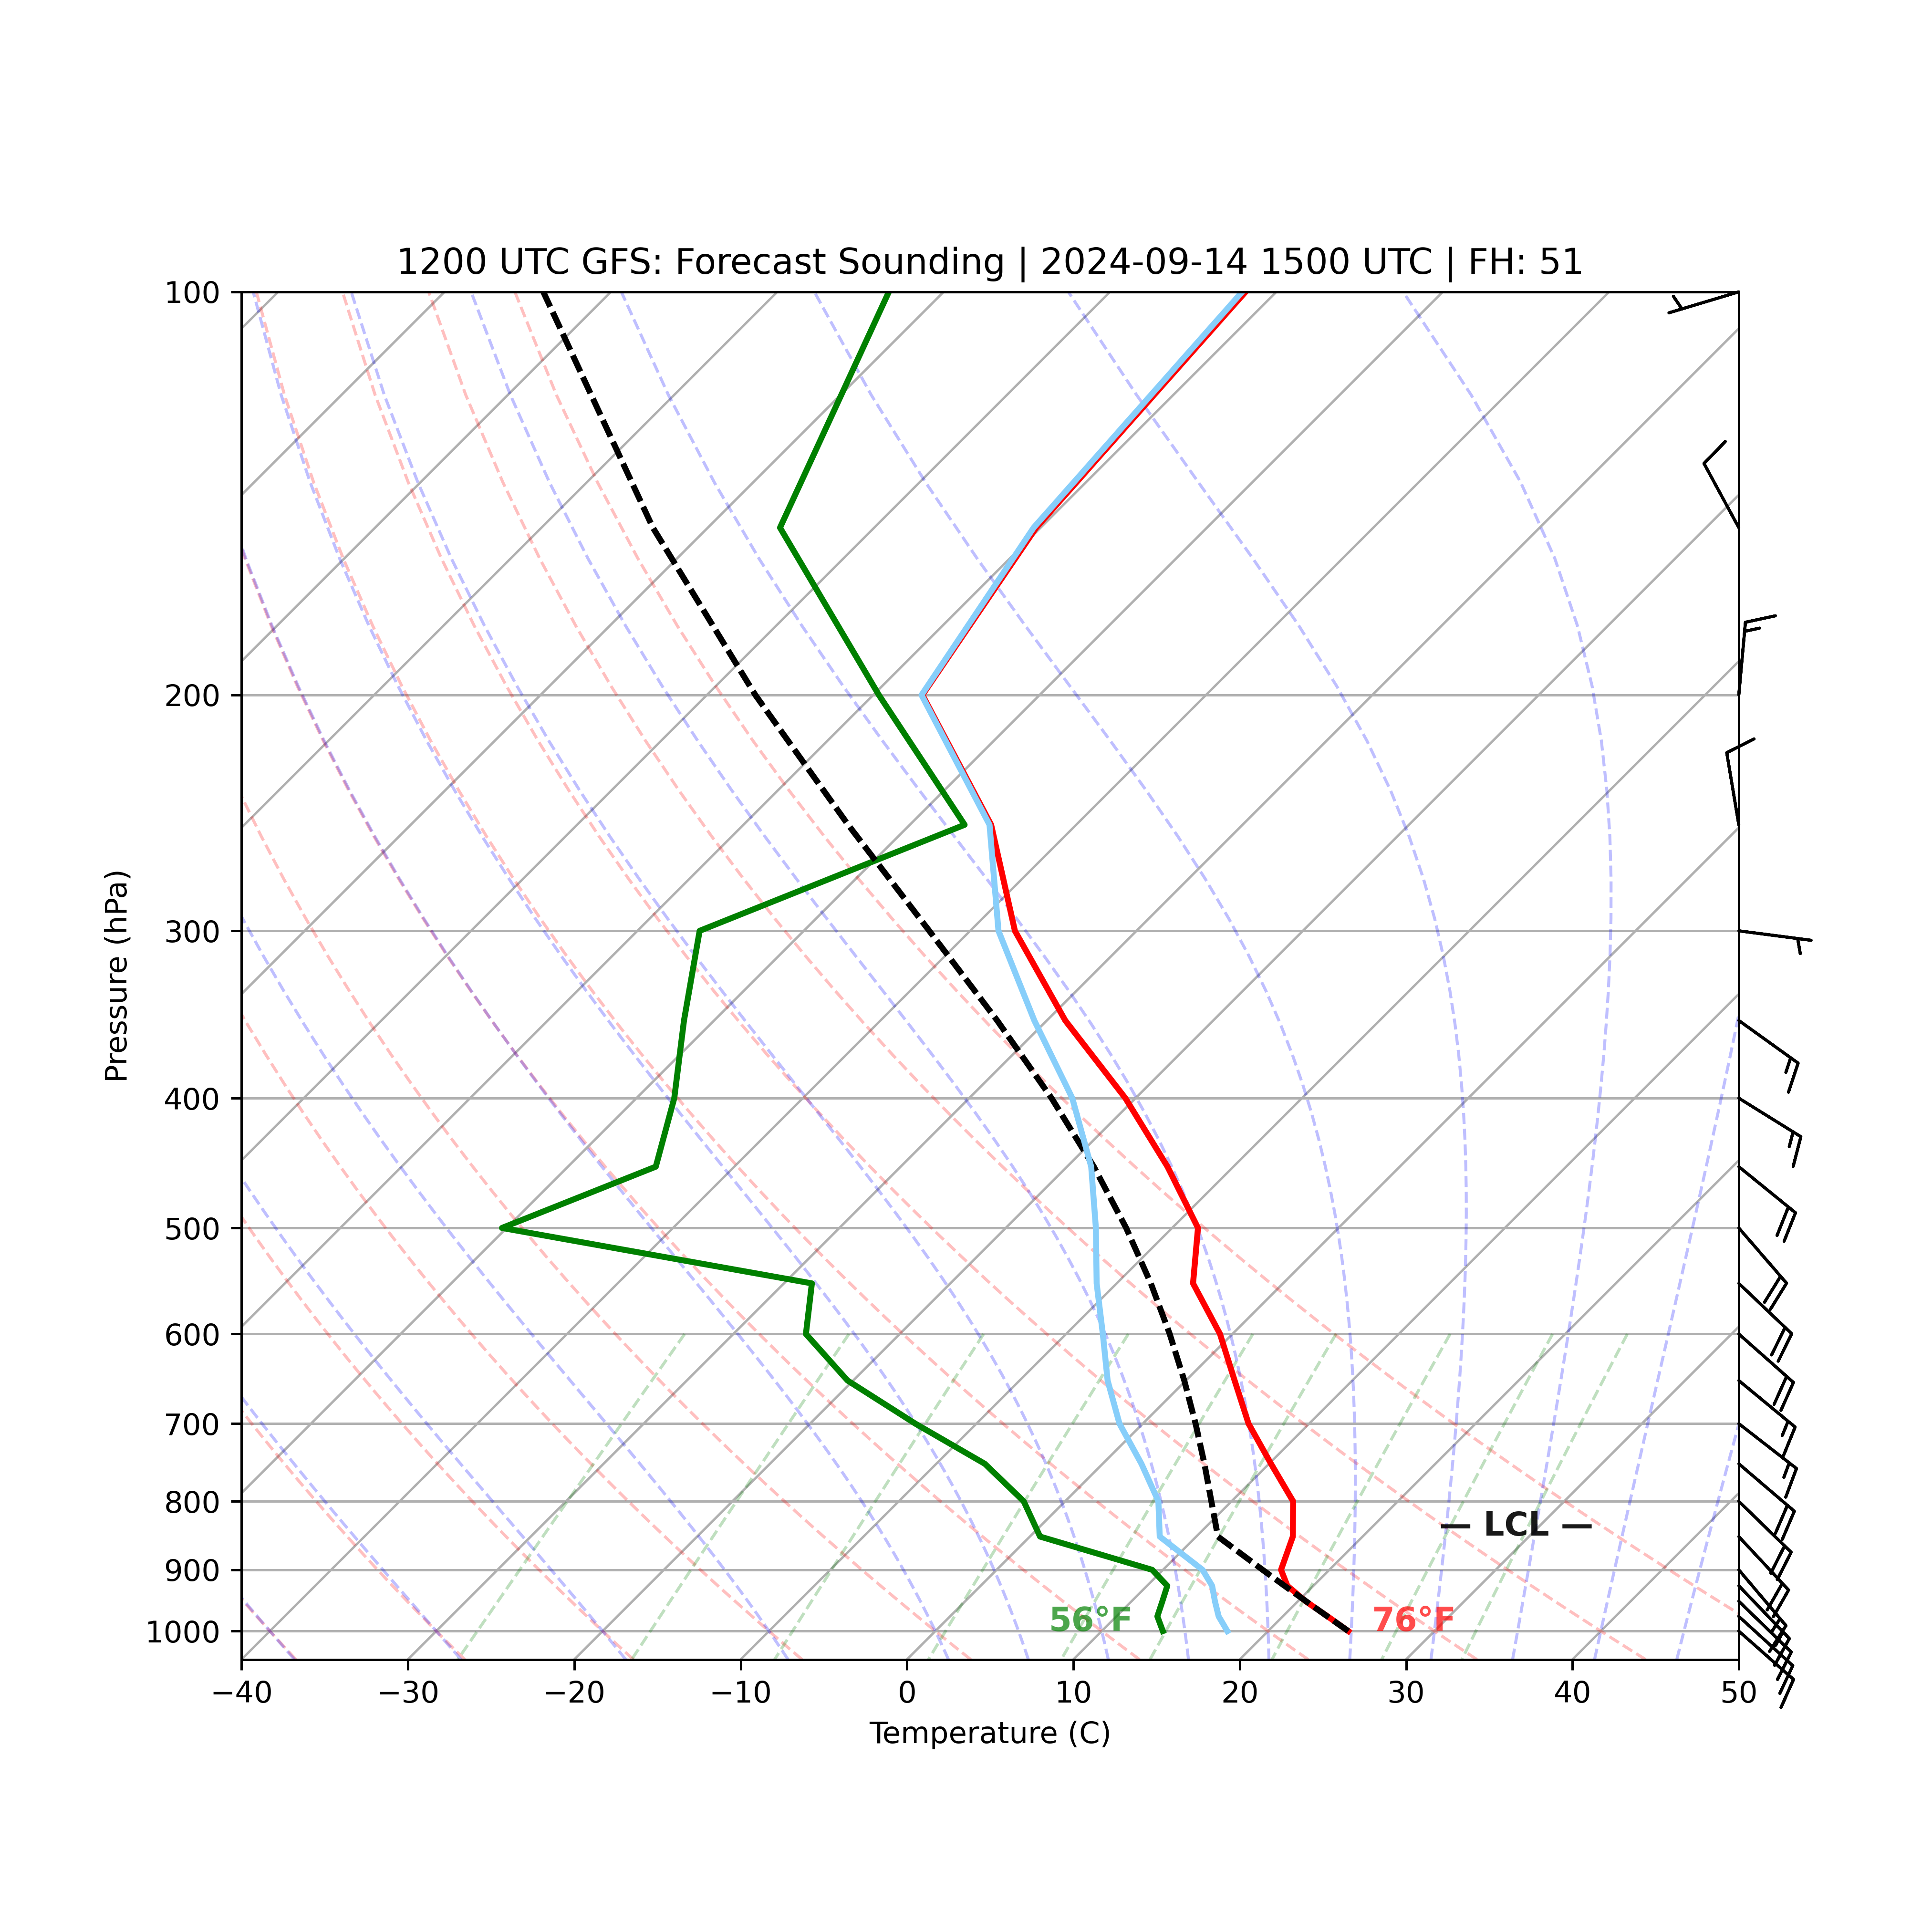 1200 UTC GFS: Forecast Sounding | 2024-09-14 1500 UTC | FH: 51
100
200
300
400
500
600
700
800
900
1000
Pressure (hPa)
— LCL —
56°F
76°F
−40 −30 −20 −10 0 10 20 30 40 50
Temperature (C)